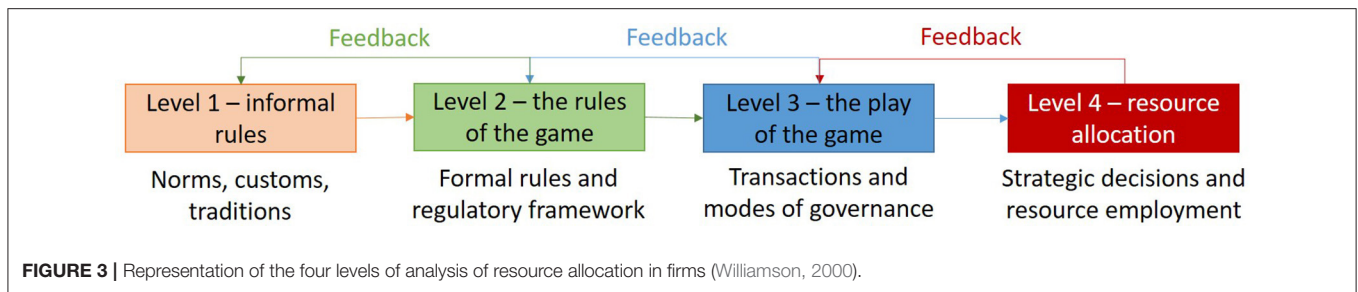 Feedback Feedback Feedback
Level 1 – informal
rules
Level 2 – the rules
of the game
Level 3 – the play
of the game
Level 4 – resource
allocation
Norms, customs,
traditions
Formal rules and
regulatory framework
Transactions and
modes of governance
Strategic decisions and
resource employment
FIGURE 3 | Representation of the four levels of analysis of resource allocation in firms (Williamson, 2000).